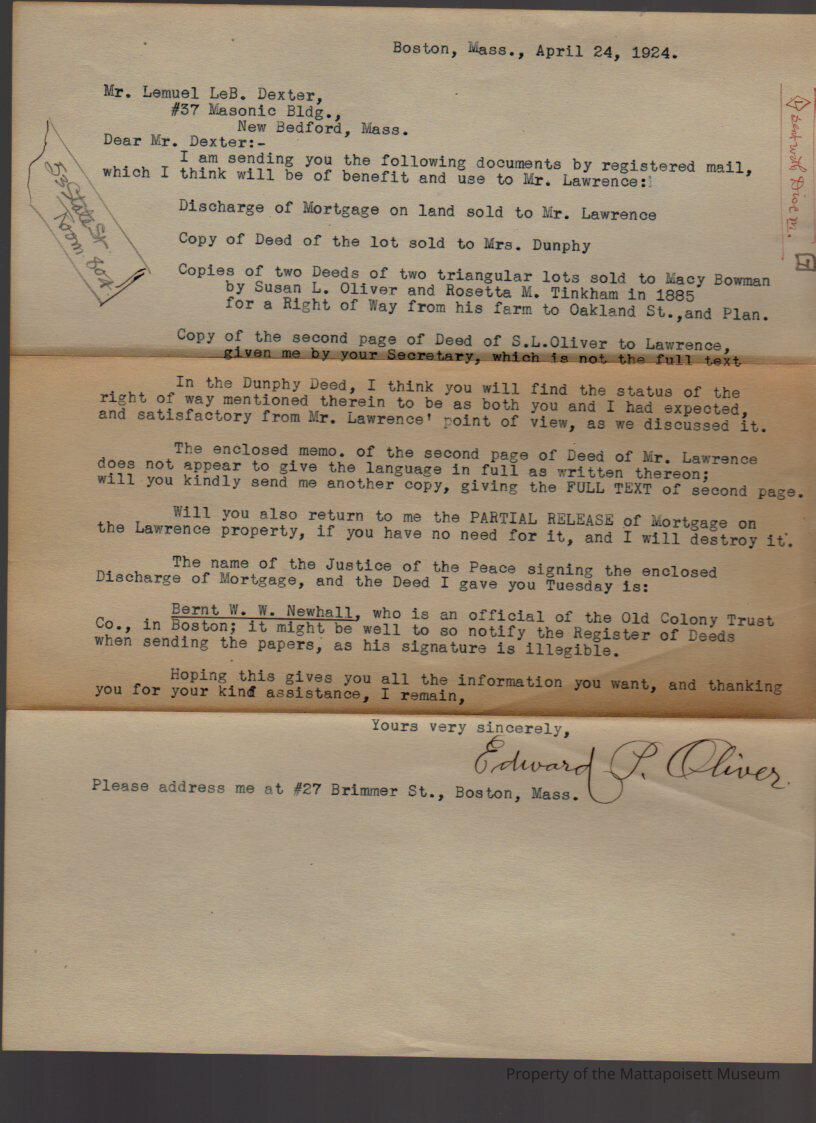 Boston, Mass., April 24, 1924.
Mr. Lemuel LeB. Dexter,
#37 Masonic Bldg.,
New Bedford, Mass.
Dear Mr. Dexter:-
I am sending you the following documents by registered mail,
which I think will be of benefit and use to Mr. Lawrence:
Discharge of Mortgage on land sold to Mr. Lawrence
Copy of Deed of the lot sold to Mrs. Dunphy
Copies of two Deeds of two triangular lots sold to Macy Bowman
by Susan L. Oliver and Rosetta M. Tinkham in 1885
for a Right of Way from his farm to Oakland St.,and Plan.
Copy of the second page of Deed of S.L.Oliver to Lawrence,
given me by your Secretary, which is not the full text
In the Dunphy Deed, I think you will find the status of the
right of way mentioned therein to be as both you and I had expected,
and satisfactory from Mr. Lawrence' point of view, as we discussed it.
The enclosed memo. of the second page of Deed of Mr. Lawrence
does not appear to give the language in full as written thereon;
will you kindly send me another copy, giving the FULL TEXT of second page.
Will you also return to me the PARTIAL RELEASE of Mortgage on
the Lawrence property, if you have no need for it, and I will destroy it.
The name of the Justice of the Peace signing the enclosed
Discharge of Mortgage, and the Deed I gave you Tuesday is:
Bernt W. W. Newhall, who is an official of the Old Colony Trust
Co., in Boston; it might be well to so notify the Register of Deeds
when sending the papers, as his signature is illegible.
Hoping this gives you all the information you want, and thanking
you for your kind assistance, I remain,
Yours very sincerely,
Edward P. Oliver.
Please address me at #27 Brimmer St., Boston, Mass.
53 State St.
Room 804
Property of the Mattapoisett Museum